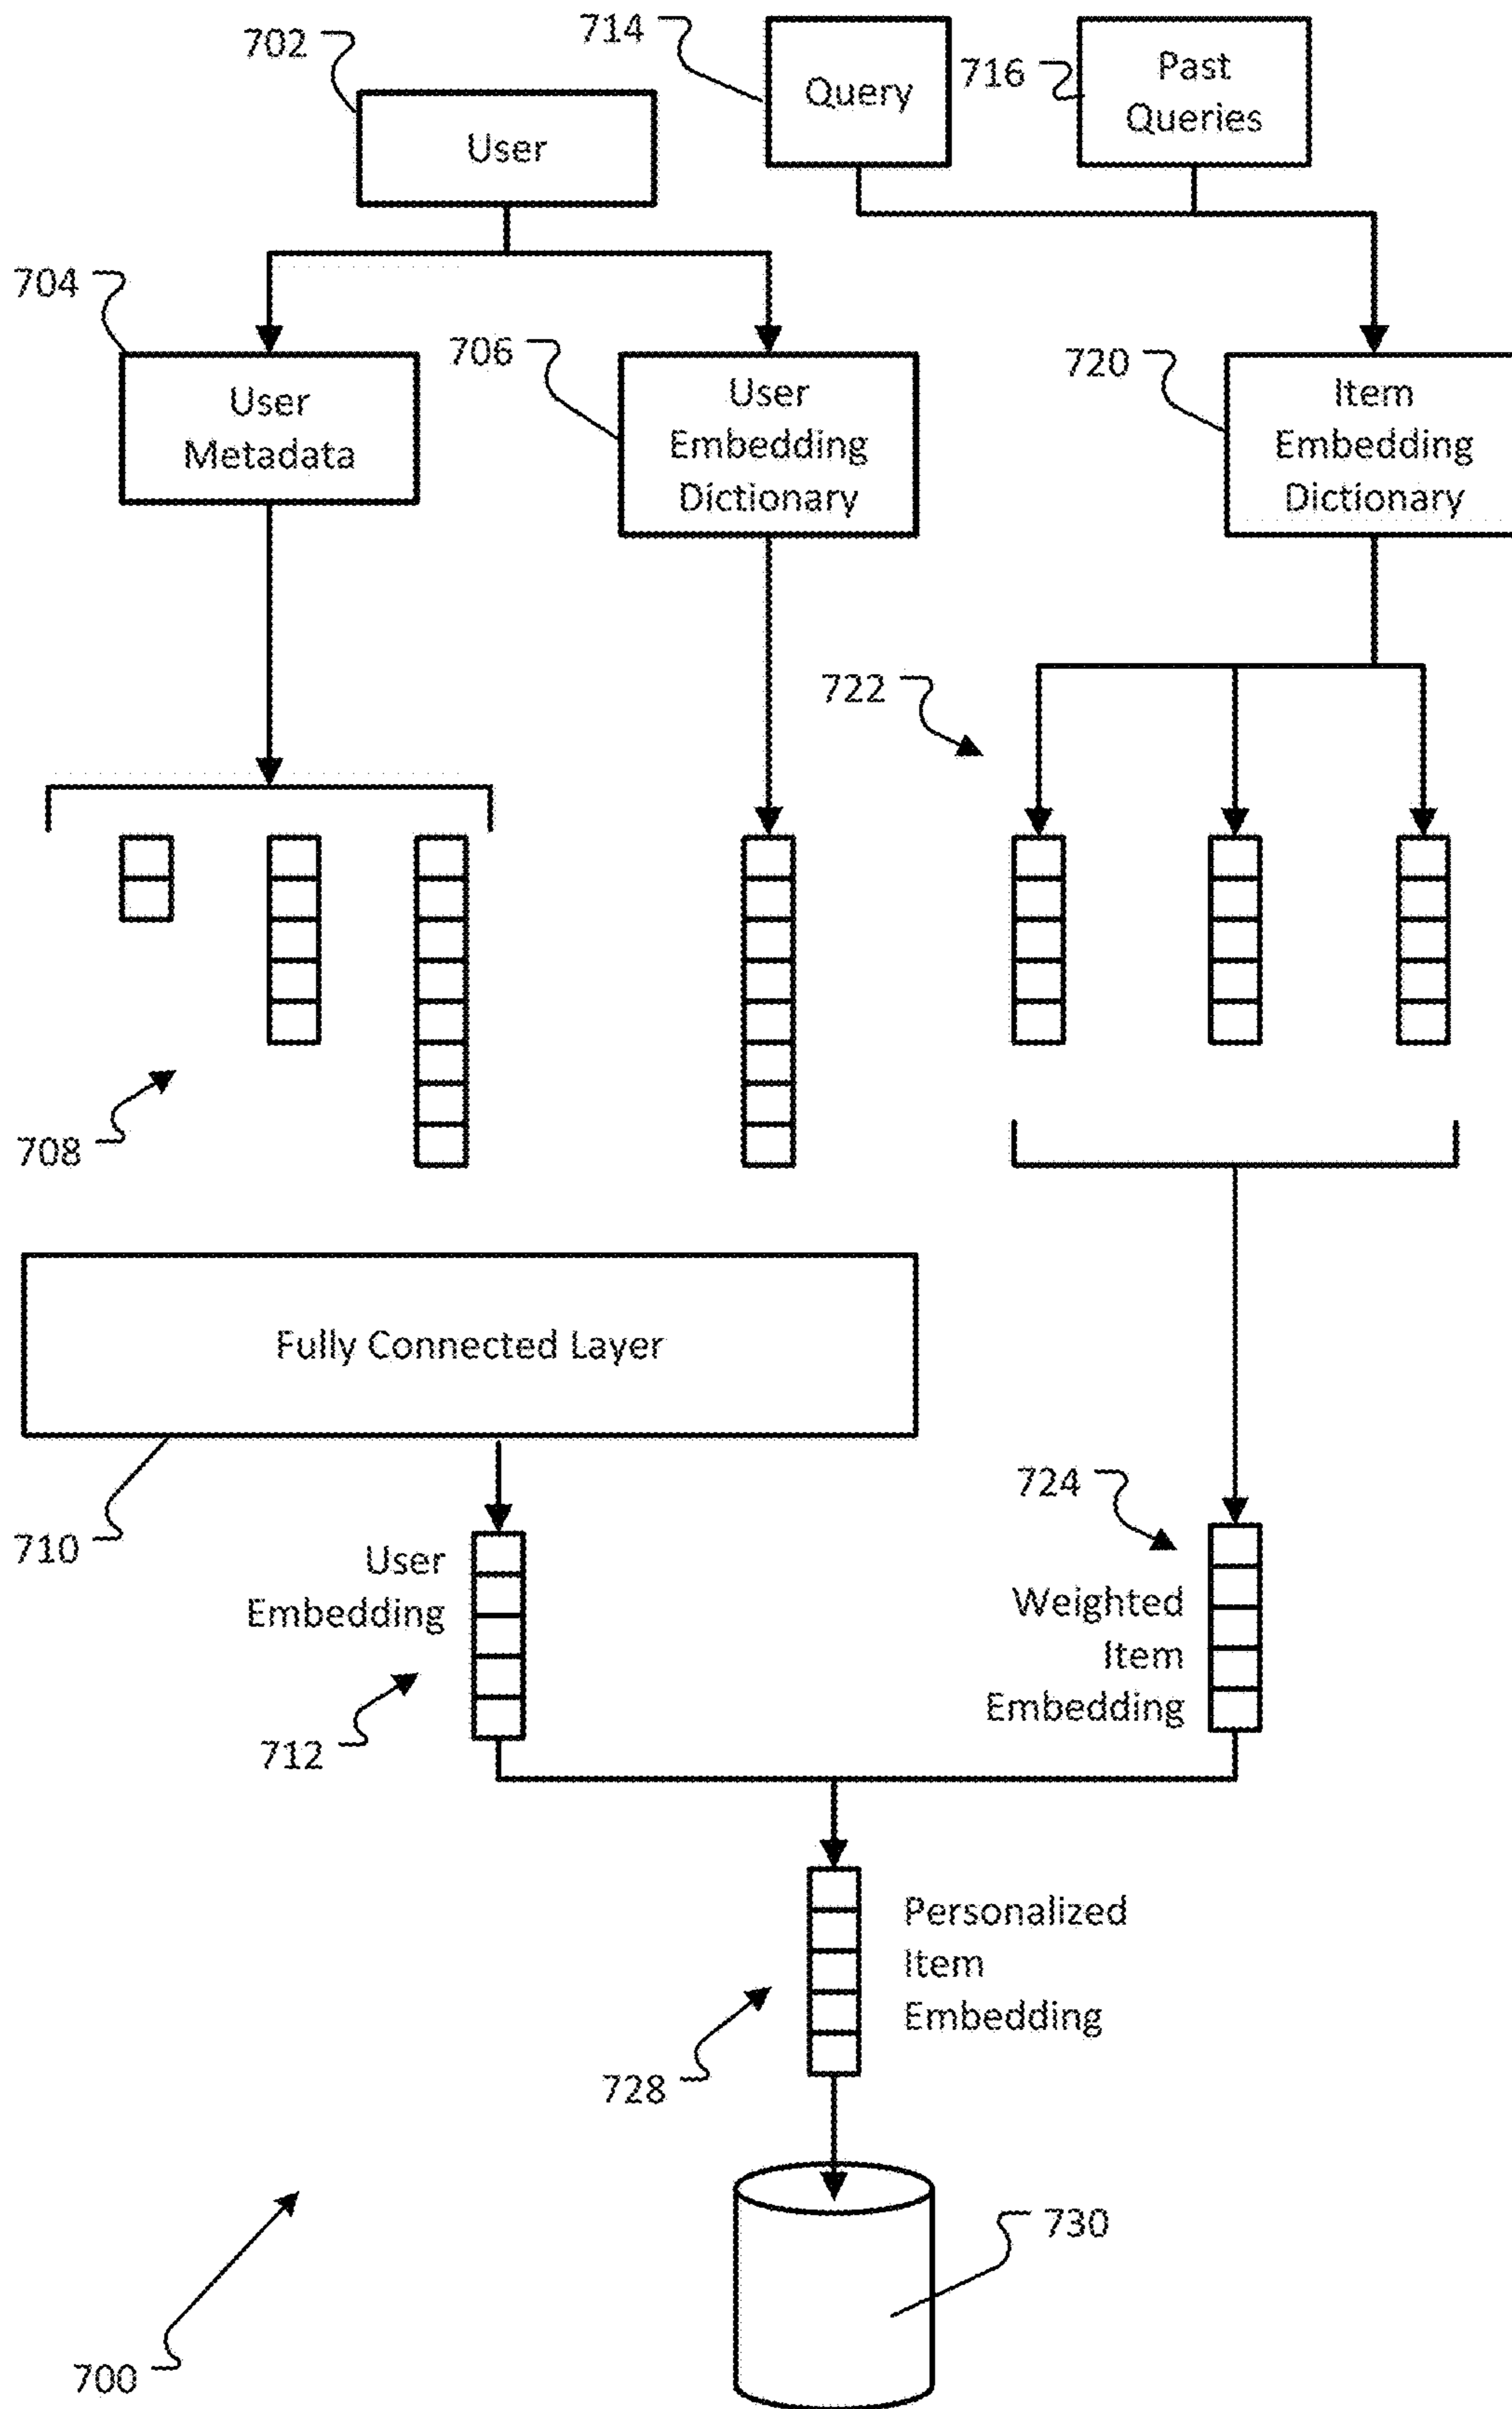 702
714
716
User
Query
Past
Queries
704
706
720
User
Metadata
User
Embedding
Dictionary
Item
Embedding
Dictionary
722
708
Fully Connected Layer
710
724
User
Embedding
Weighted
Item
Embedding
712
Personalized
Item
Embedding
728
730
700